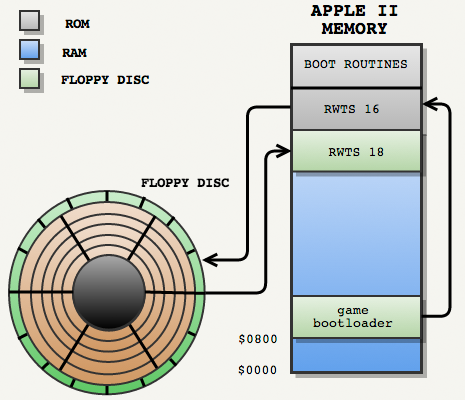 ROM
RAM
FLOPPY DISC
APPLE II
MEMORY
BOOT ROUTINES
RWTS 16
RWTS 18
FLOPPY DISC
game
bootloader
$0800
$0000